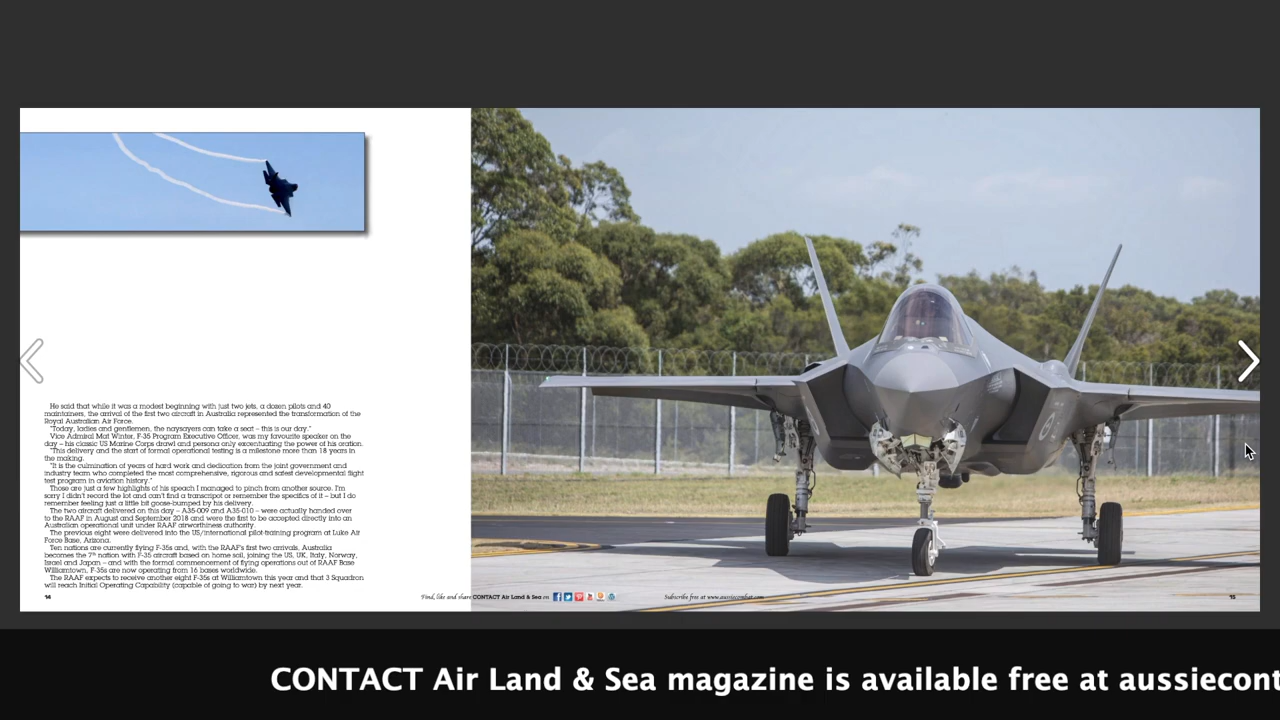 He said that while it was a modest beginning with just two jets, a dozen pilots and 40
maintainers, the arrival of the first two aircraft in Australia represented the transformation of the
Royal Australian Air Force.
"Today, ladies and gentlemen, the naysayers can take a seat – this is our day."
Vice Admiral Mat Winter, F-35 Program Executive Officer, was my favourite speaker on the
day – his classic US Marine Corps drawl and persona only excentuating the power of his oration.
"This delivery and the start of formal operational testing is a milestone more than 18 years in
the making.
"It is the culmination of years of hard work and dedication from the joint government and
industry team who completed the most comprehensive, rigorous and safest developmental flight
test program in aviation history."
Those are just a few highlights of his speach I managed to pinch from another source. I'm
sorry I didn't record the lot and can't find a transcript or remember the specifics of it – but I do
remember feeling just a little bit goose-bumped by his delivery.
The two aircraft delivered on this day – A35-009 and A35-010 – were actually handed over
to the RAAF in August and September 2018 and were the first to be accepted directly into an
Australian operational unit under RAAF airworthiness authority.
The previous eight were delivered into the US/international pilot-training program at Luke Air
Force Base, Arizona.
Ten nations are currently flying F-35s and, with the RAAF's first two arrivals, Australia
becomes the 7th nation with F-35 aircraft based on home soil, joining the US, UK, Italy, Norway,
Israel and Japan – and with the formal commencement of flying operations out of RAAF Base
Williamtown, F-35s are now operating from 16 bases worldwide.
The RAAF expects to receive another eight F-35s at Williamtown this year and that 3 Squadron
will reach Initial Operating Capability (capable of going to war) by next year.
14
Find, like and share CONTACT Air Land & Sea on
Subscribe free at www.aussiecombat.com
15
CONTACT Air Land & Sea magazine is available free at aussiecont